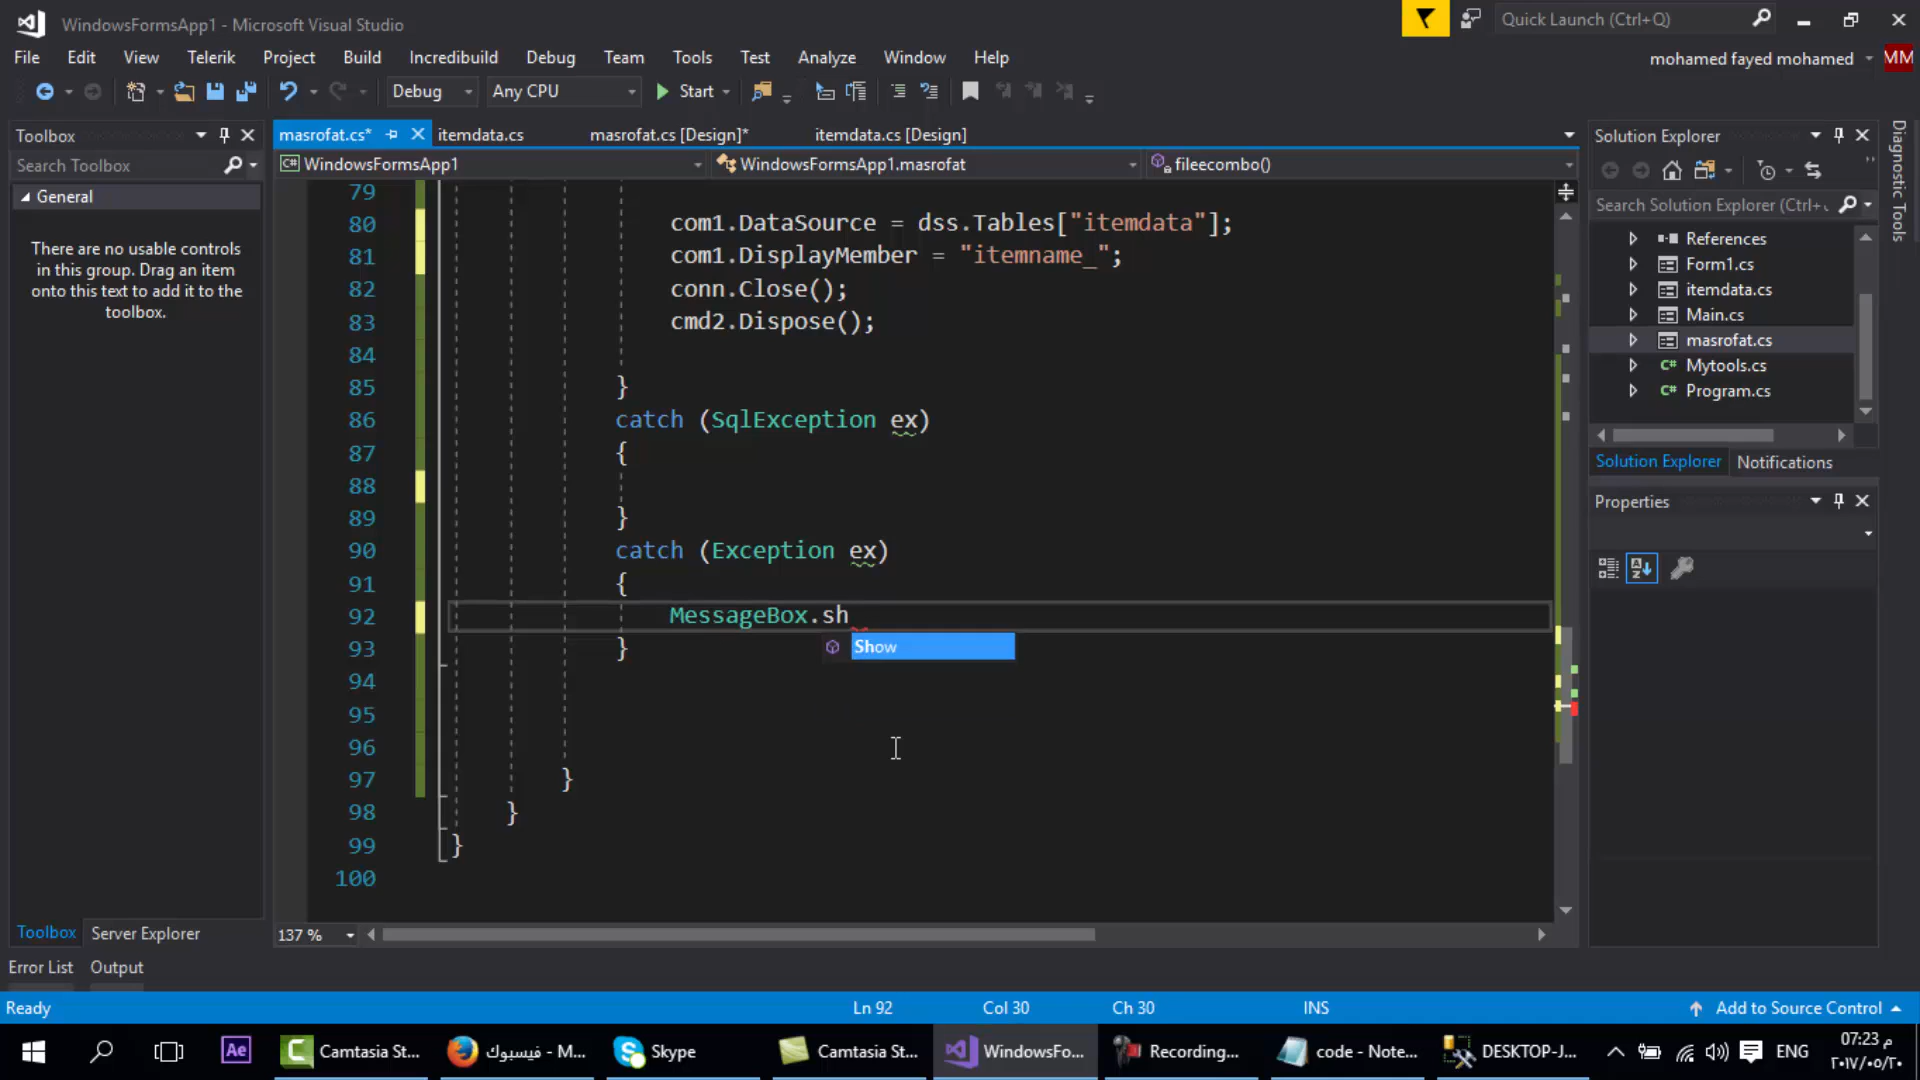 WindowsFormsApp1 - Microsoft Visual Studio
Quick Launch (Ctrl+Q)
File Edit View Telerik Project Build Incredibuild Debug Team Tools Test Analyze Window Help
mohamed fayed mohamed MM
Debug Any CPU Start
Toolbox
Search Toolbox
General
There are no usable controls
in this group. Drag an item
onto this text to add it to the
toolbox.
masrofat.cs* itemdata.cs masrofat.cs [Design]* itemdata.cs [Design]
C# WindowsFormsApp1 WindowsFormsApp1.masrofat fileecombo()
79
80 com1.DataSource = dss.Tables["itemdata"];
81 com1.DisplayMember = "itemname_";
82 conn.Close();
83 cmd2.Dispose();
84
85 }
86 catch (SqlException ex)
87 {
88
89 }
90 catch (Exception ex)
91 {
92 MessageBox.sh
Show
93 }
94
95
96
97 }
98 }
99 }
100
137 %
Solution Explorer
Search Solution Explorer (Ctrl+
References
Form1.cs
itemdata.cs
Main.cs
masrofat.cs
C# Mytools.cs
C# Program.cs
Solution Explorer Notifications
Properties
Diagnostic Tools
Toolbox Server Explorer
Error List Output
Ready Ln 92 Col 30 Ch 30 INS Add to Source Control
Ae Camtasia St... فيسبوك - M... Skype Camtasia St... WindowsFo... Recording... code - Note... DESKTOP-J... ENG
07:23 م
٢٠١٧/٠٥/٢٠